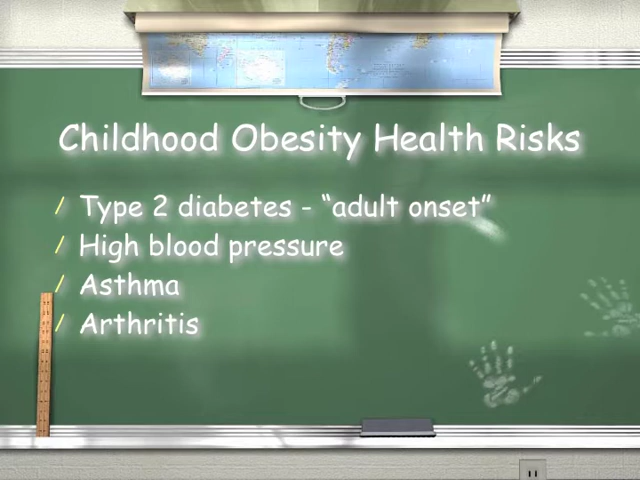 Childhood Obesity Health Risks
Type 2 diabetes - “adult onset”
High blood pressure
Asthma
Arthritis